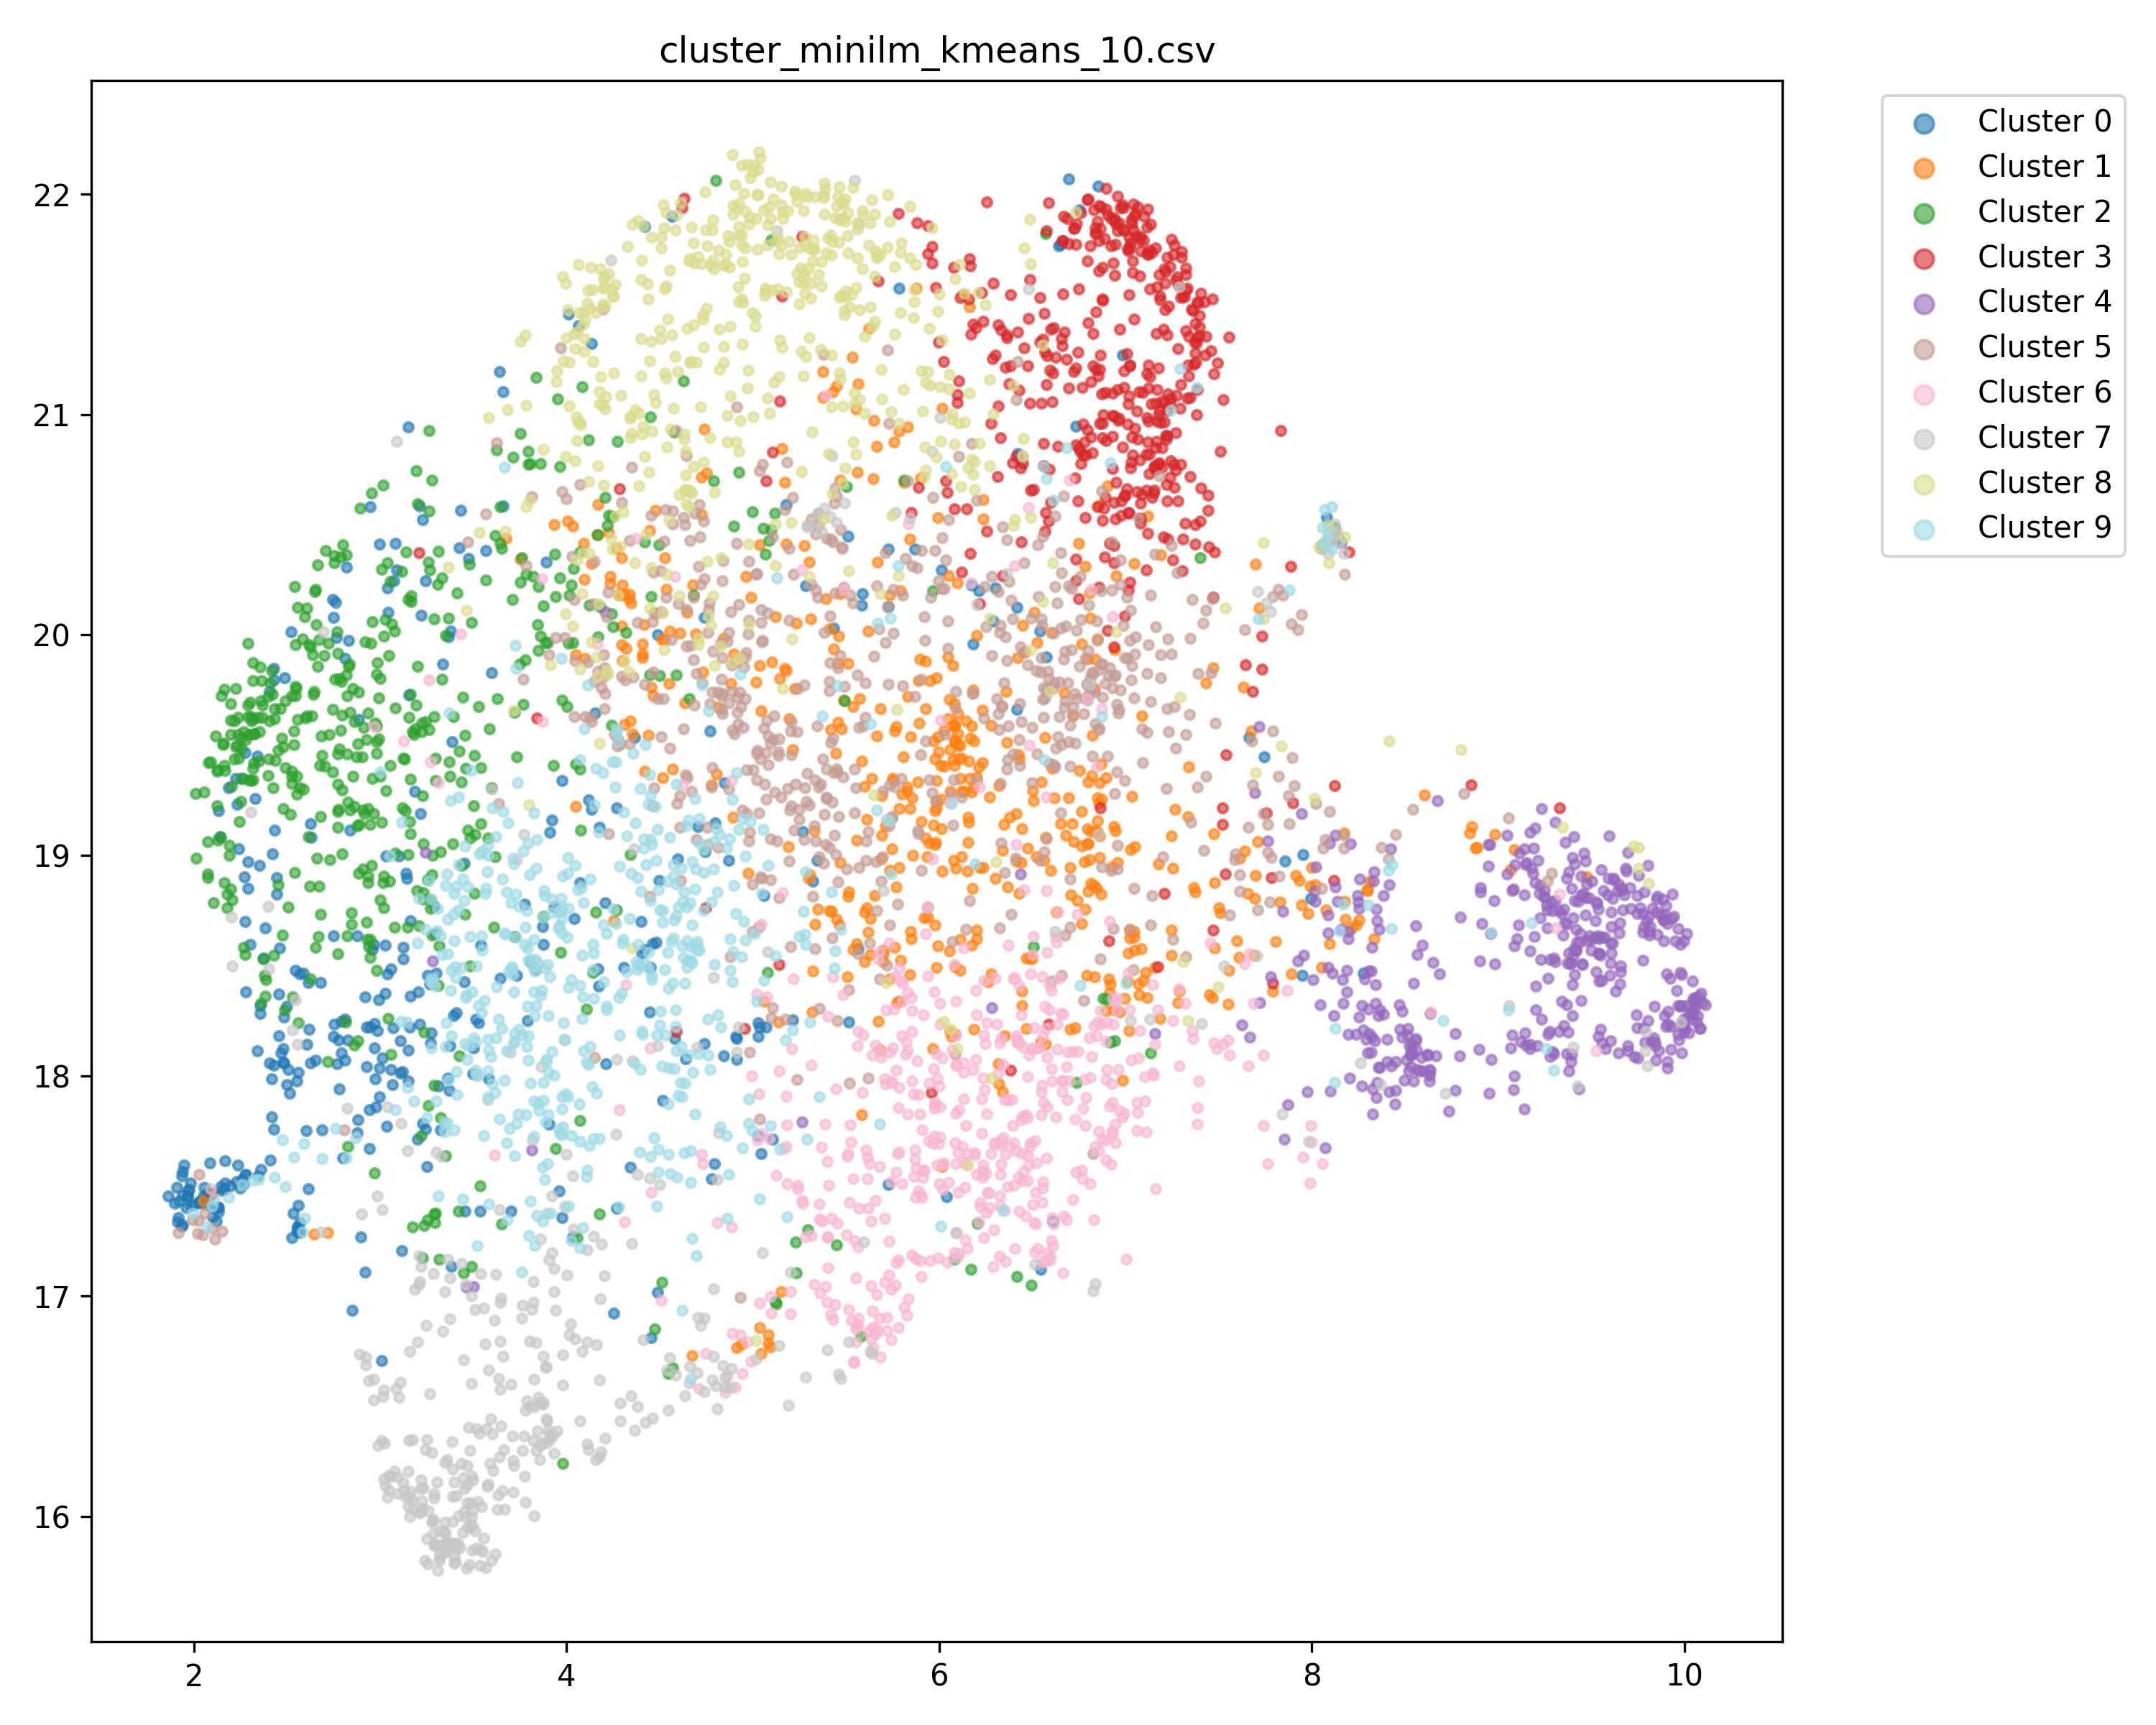 cluster_minilm_kmeans_10.csv
Cluster 0
Cluster 1
Cluster 2
Cluster 3
Cluster 4
Cluster 5
Cluster 6
Cluster 7
Cluster 8
Cluster 9
22
21
20
19
18
17
16
2 4 6 8 10